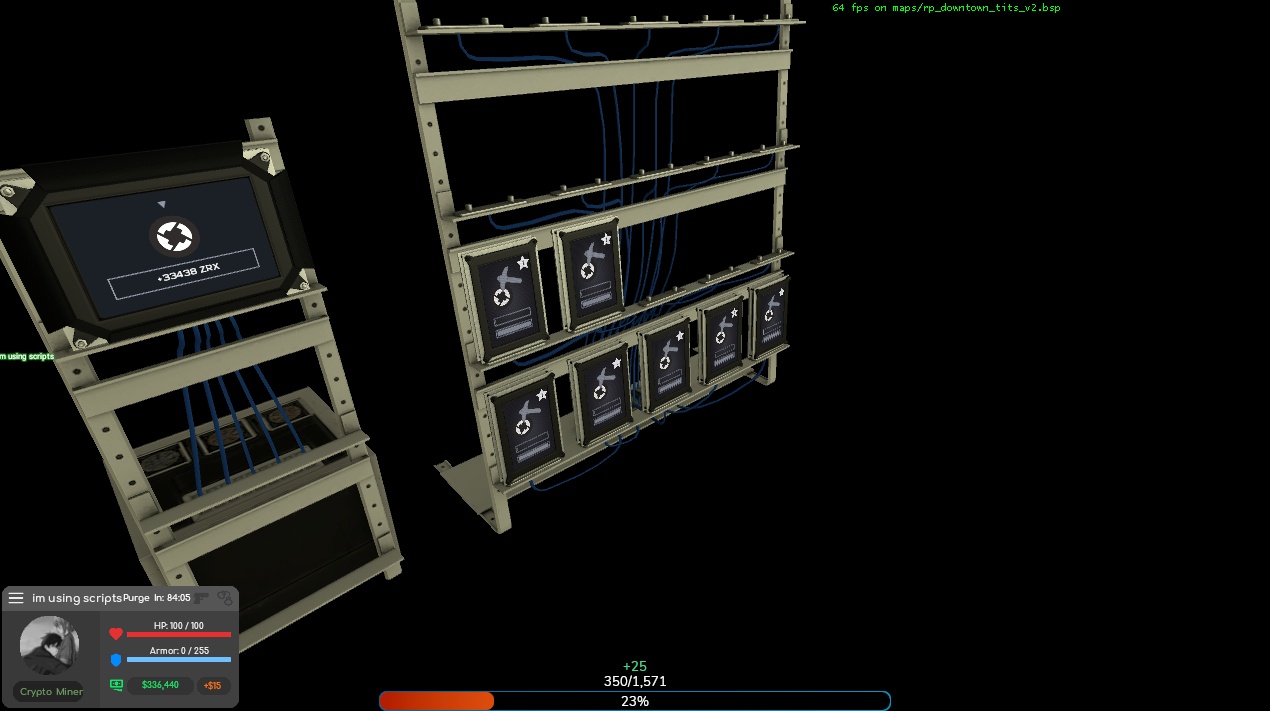 64 fps on maps/rp_downtown_tits_v2.bsp
+33438 ZRX
m using scripts
im using scripts Purge In: 84:05
HP: 100 / 100
Armor: 0 / 255
Crypto Miner
$336,440
+$15
+25
350/1,571
23%